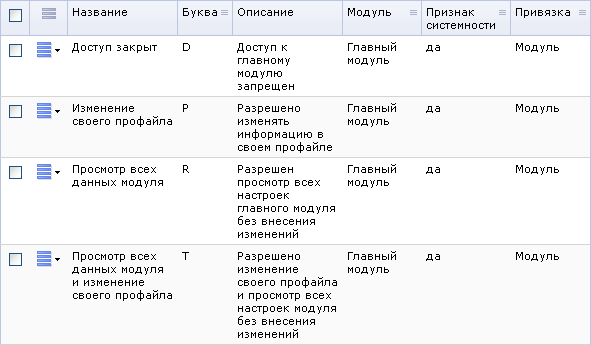 Название Буква Описание Модуль Признак системности Привязка
Доступ закрыт D Доступ к Главный да Модуль
главному модуль
модулю
запрещен
Изменение P Разрешено Главный да Модуль
своего профайла изменять модуль
информацию в
своем профайле
Просмотр всех R Разрешен Главный да Модуль
данных модуля просмотр всех модуль
настроек
главного модуля
без внесения
изменений
Просмотр всех T Разрешено Главный да Модуль
данных модуля изменение модуль
и изменение своего профайла
своего профайла и просмотр всех
настроек модуля
без внесения
изменений